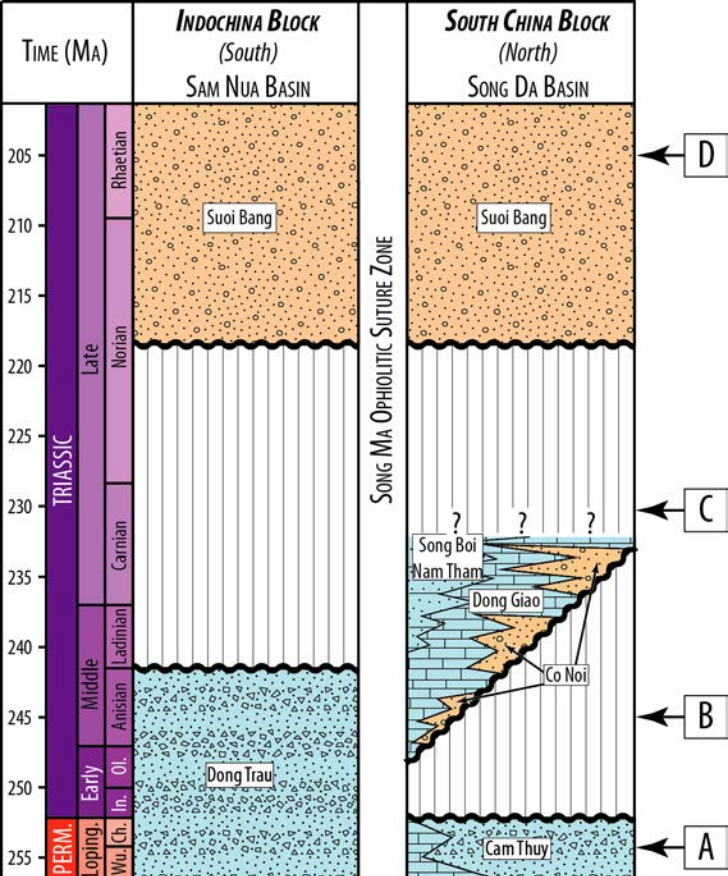 TIME (MA)
INDOCHINA BLOCK
(South)
SAM NUA BASIN
SOUTH CHINA BLOCK
(North)
SONG DA BASIN
SONG MA OPHIOLITIC SUTURE ZONE
205
210
215
220
225
230
235
240
245
250
255
TRIASSIC
PERM.
Late
Middle
Early
Loping.
Rhaetian
Norian
Carnian
Ladinian
Anisian
Ol.
In.
Ch.
Wu.
Suoi Bang
Dong Trau
Suoi Bang
? ? ?
Song Boi
Nam Tham
Dong Giao
Co Noi
Cam Thuy
D
C
B
A